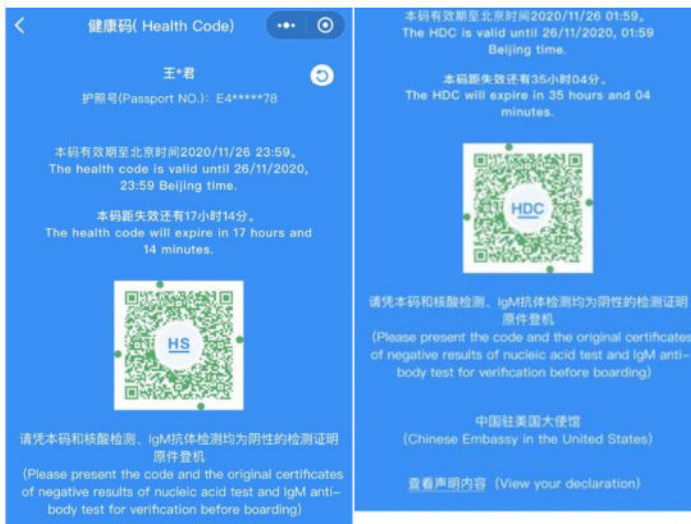 健康码( Health Code)
王*君
护照号(Passport NO.)：E4*****78
本码有效期至北京时间2020/11/26 23:59。
The health code is valid until 26/11/2020,
23:59 Beijing time.
本码距失效还有17小时14分。
The health code will expire in 17 hours and
14 minutes.
HS
请凭本码和核酸检测、IgM抗体检测均为阴性的检测证明
原件登机
(Please present the code and the original certificates
of negative results of nucleic acid test and IgM anti–
body test for verification before boarding)
本码有效期至北京时间2020/11/26 01:59。
The HDC is valid until 26/11/2020, 01:59
Beijing time.
本码距失效还有35小时04分。
The HDC will expire in 35 hours and 04
minutes.
HDC
请凭本码和核酸检测、IgM抗体检测均为阴性的检测证明
原件登机
(Please present the code and the original certificates
of negative results of nucleic acid test and IgM anti–
body test for verification before boarding)
中国驻美国大使馆
(Chinese Embassy in the United States)
查看声明内容 (View your declaration)